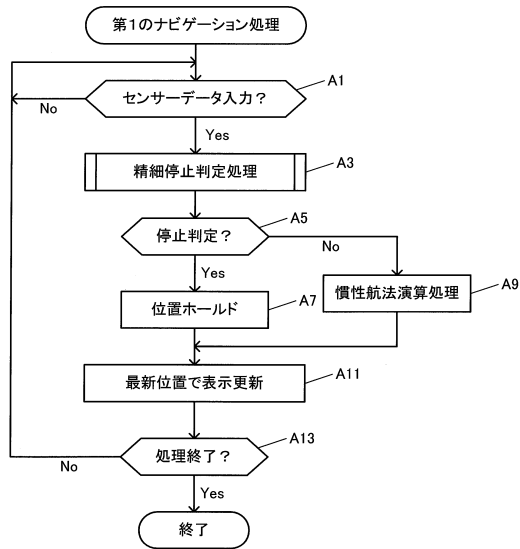 第1のナビゲーション処理
センサーデータ入力？
A1
No
Yes
精細停止判定処理
A3
停止判定？
A5
No
Yes
位置ホールド
A7
慣性航法演算処理
A9
最新位置で表示更新
A11
処理終了？
A13
No
Yes
終了